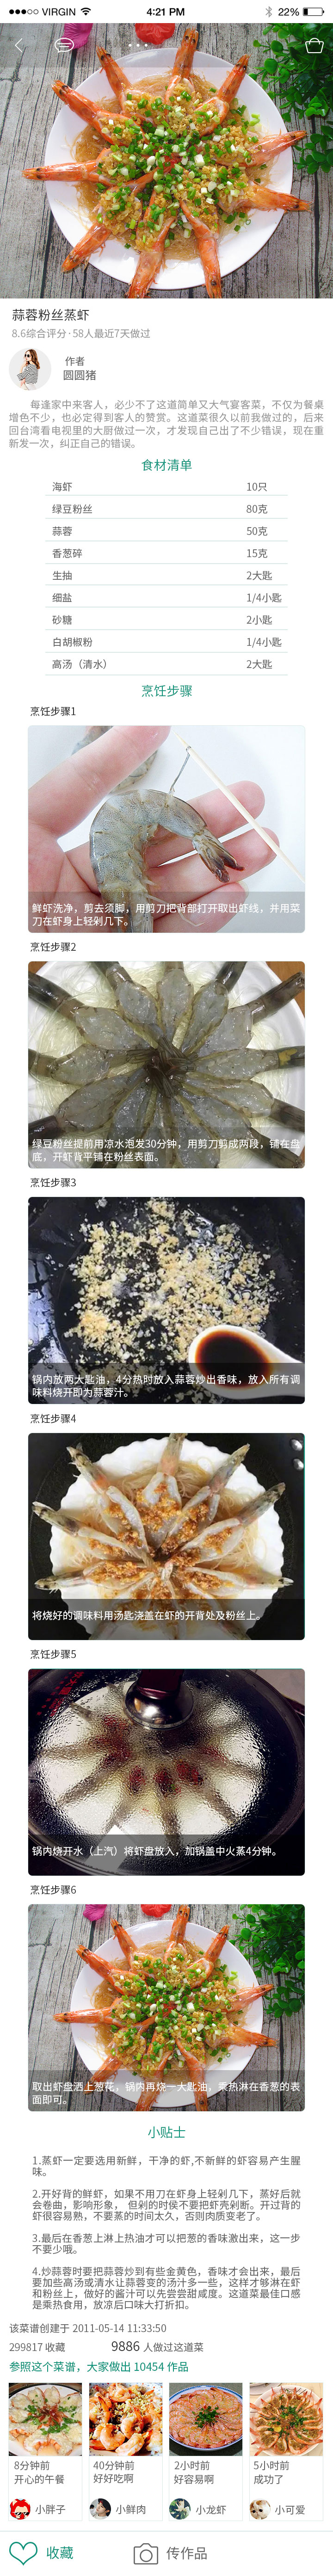 VIRGIN 4:21 PM 22%
蒜蓉粉丝蒸虾
8.6综合评分·58人最近7天做过
作者
圆圆猪
每逢家中来客人，必少不了这道简单又大气宴客菜，不仅为餐桌
增色不少，也必定得到客人的赞赏。这道菜很久以前我做过的，后来
回台湾看电视里的大厨做过一次，才发现自己出了不少错误，现在重
新发一次，纠正自己的错误。
食材清单
海虾 10只
绿豆粉丝 80克
蒜蓉 50克
香葱碎 15克
生抽 2大匙
细盐 1/4小匙
砂糖 2小匙
白胡椒粉 1/4小匙
高汤（清水） 2大匙
烹饪步骤
烹饪步骤1
鲜虾洗净，剪去须脚，用剪刀把背部打开取出虾线，并用菜
刀在虾身上轻剁几下。
烹饪步骤2
绿豆粉丝提前用凉水泡发30分钟，用剪刀剪成两段，铺在盘
底，开虾背平铺在粉丝表面。
烹饪步骤3
锅内放两大匙油，4分热时放入蒜蓉炒出香味，放入所有调
味料烧开即为蒜蓉汁。
烹饪步骤4
将烧好的调味料用汤匙浇盖在虾的开背处及粉丝上。
烹饪步骤5
锅内烧开水（上汽）将虾盘放入，加锅盖中火蒸4分钟。
烹饪步骤6
取出虾盘洒上葱花，锅内再烧一大匙油，乘热淋在香葱的表
面即可。
小贴士
1.蒸虾一定要选用新鲜，干净的虾,不新鲜的虾容易产生腥
味。
2.开好背的鲜虾，如果不用刀在虾身上轻剁几下，蒸好后就
会卷曲，影响形象， 但剁的时侯不要把虾壳剁断。开过背的
虾很容易熟，不要蒸的时间太久，否则肉质变老了。
3.最后在香葱上淋上热油才可以把葱的香味激出来，这一步
不要少哦。
4.炒蒜蓉时要把蒜蓉炒到有些金黄色，香味才会出来，最后
要加些高汤或清水让蒜蓉变的汤汁多一些，这样才够淋在虾
和粉丝上，做好的酱汁可以先尝尝甜咸度。这道菜最佳口感
是乘热食用，放凉后口味大打折扣。
该菜谱创建于 2011-05-14 11:33:50
299817 收藏 9886 人做过这道菜
参照这个菜谱，大家做出 10454 作品
8分钟前 40分钟前 2小时前 5小时前
开心的午餐 好好吃啊 好容易啊 成功了
小胖子 小鲜肉 小龙虾 小可爱
收藏 传作品